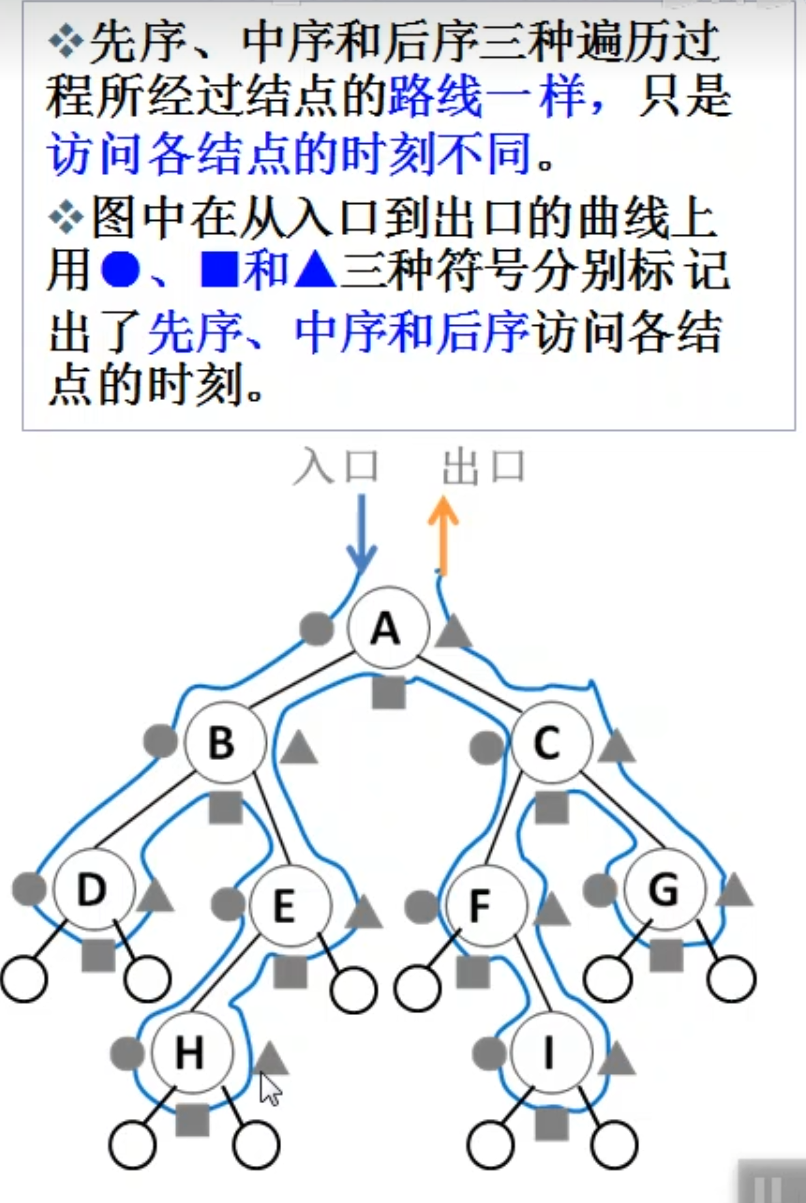 ❖先序、中序和后序三种遍历过
程所经过结点的路线一样，只是
访问各结点的时刻不同。
❖图中在从入口到出口的曲线上
用●、■和▲三种符号分别标记
出了先序、中序和后序访问各结
点的时刻。
入口 出口
A
B C
D E F G
H I